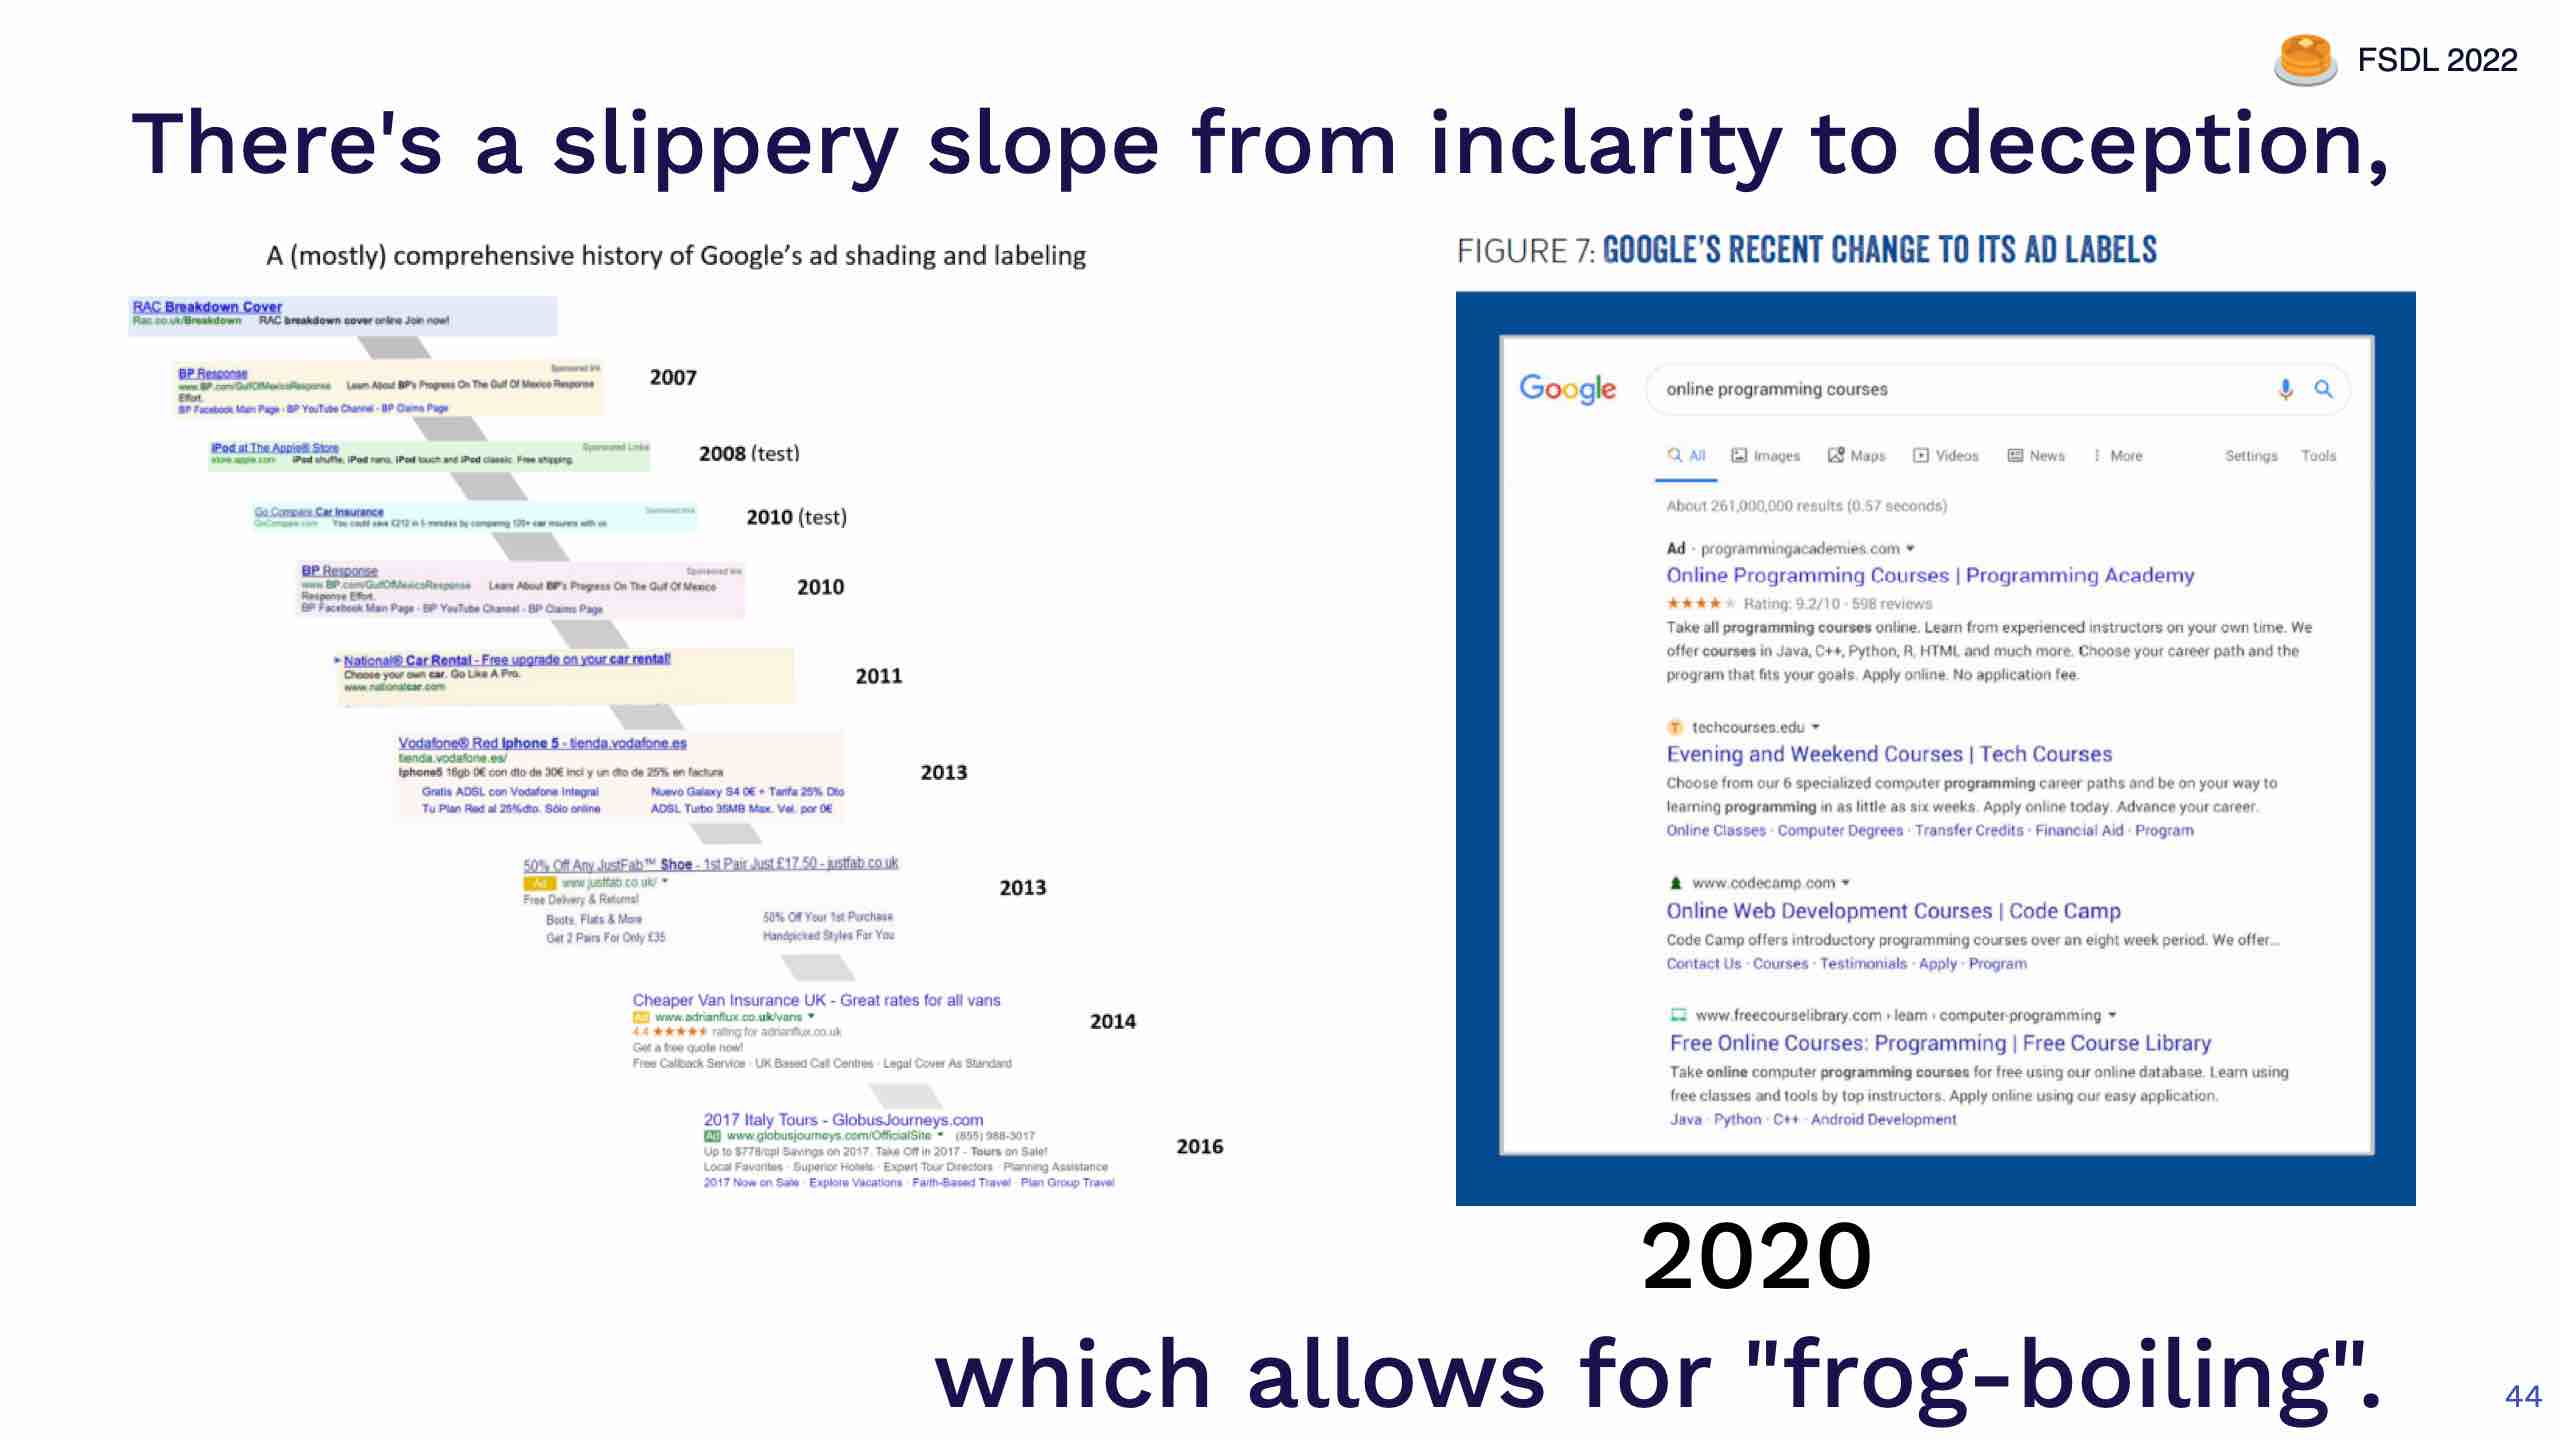 FSDL 2022
There's a slippery slope from inclarity to deception,
A (mostly) comprehensive history of Google's ad shading and labeling
RAC Breakdown Cover
Rac.co.uk/Breakdown RAC breakdown cover online Join now!
BP Response
Sponsored link
www.BP.com/GulfOfMexicoResponse Learn About BP's Progress On The Gulf Of Mexico Response
Effort.
BP Facebook Main Page - BP YouTube Channel - BP Claims Page
2007
iPod at The Apple® Store
Sponsored Links
store.apple.com iPod shuffle, iPod nano, iPod touch and iPod classic. Free shipping.
2008 (test)
Go Compare Car Insurance
Sponsored link
GoCompare.com You could save £212 in 5 minutes by comparing 120+ car insurers with us
2010 (test)
BP Response
Sponsored link
www.BP.com/GulfOfMexicoResponse Learn About BP's Progress On The Gulf Of Mexico
Response Effort.
BP Facebook Main Page - BP YouTube Channel - BP Claims Page
2010
National® Car Rental - Free upgrade on your car rental!
Choose your own car. Go Like A Pro.
www.nationalcar.com
2011
Vodafone® Red Iphone 5 - tienda.vodafone.es
tienda.vodafone.es/
Iphone5 16gb 0€ con dto de 30€ incl y un dto de 25% en factura
Gratis ADSL con Vodafone Integral Nuevo Galaxy S4 0€ + Tarifa 25% Dto
Tu Plan Red al 25%dto. Sólo online ADSL Turbo 35MB Max. Vel. por 0€
2013
50% Off Any JustFab™ Shoe - 1st Pair Just £17.50 - justfab.co.uk
Ad www.justfab.co.uk/
Free Delivery & Returns!
Boots, Flats & More 50% Off Your 1st Purchase
Get 2 Pairs For Only £35 Handpicked Styles For You
2013
Cheaper Van Insurance UK - Great rates for all vans
Ad www.adrianflux.co.uk/vans
4.4 ★★★★★ rating for adrianflux.co.uk
Get a free quote now!
Free Callback Service · UK Based Call Centres · Legal Cover As Standard
2014
2017 Italy Tours - GlobusJourneys.com
Ad www.globusjourneys.com/OfficialSite (855) 988-3017
Up to $778/cpl Savings on 2017. Take Off in 2017 - Tours on Sale!
Local Favorites · Superior Hotels · Expert Tour Directors · Planning Assistance
2017 Now on Sale · Explore Vacations · Faith-Based Travel · Plan Group Travel
2016
FIGURE 7: GOOGLE'S RECENT CHANGE TO ITS AD LABELS
Google online programming courses
All Images Maps Videos News More Settings Tools
About 261,000,000 results (0.57 seconds)
Ad · programmingacademies.com
Online Programming Courses | Programming Academy
★★★★★ Rating: 9.2/10 - 598 reviews
Take all programming courses online. Learn from experienced instructors on your own time. We
offer courses in Java, C++, Python, R, HTML and much more. Choose your career path and the
program that fits your goals. Apply online. No application fee.
T techcourses.edu
Evening and Weekend Courses | Tech Courses
Choose from our 6 specialized computer programming career paths and be on your way to
learning programming in as little as six weeks. Apply online today. Advance your career.
Online Classes · Computer Degrees · Transfer Credits · Financial Aid · Program
www.codecamp.com
Online Web Development Courses | Code Camp
Code Camp offers introductory programming courses over an eight week period. We offer...
Contact Us · Courses · Testimonials · Apply · Program
www.freecourselibrary.com › learn › computer-programming
Free Online Courses: Programming | Free Course Library
Take online computer programming courses for free using our online database. Learn using
free classes and tools by top instructors. Apply online using our easy application.
Java · Python · C++ · Android Development
2020
which allows for "frog-boiling".
44